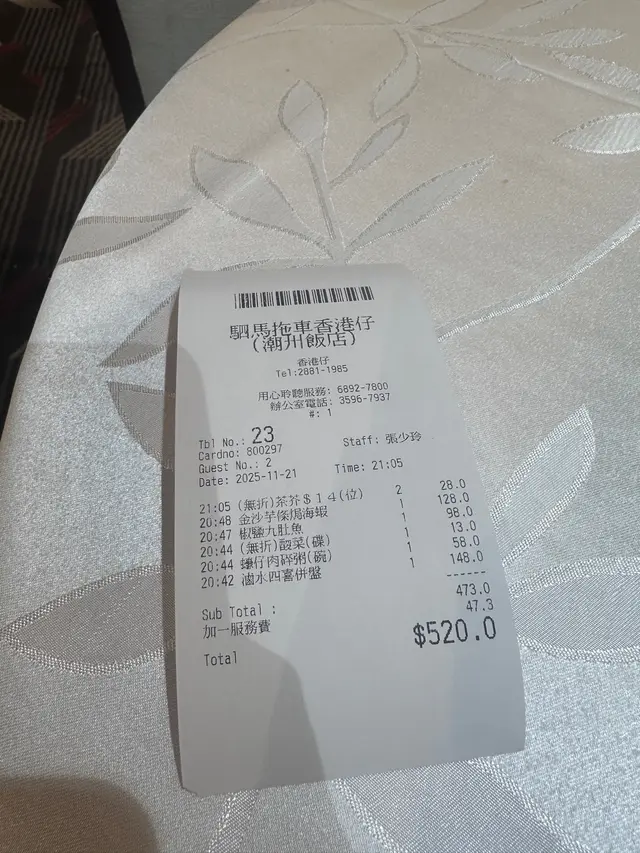 駟馬拖車香港仔
(潮州飯店)
香港仔
Tel:2881-1985
用心聆聽服務: 6892-7800
辦公室電話: 3596-7937
#: 1
Tbl No.: 23
Cardno: 800297 Staff: 張少玲
Guest No.: 2
Date: 2025-11-21 Time: 21:05
21:05 (無折)茶芥$14(位) 2 28.0
20:48 金沙芋條焗海蝦 1 128.0
20:47 椒鹽九肚魚 1 98.0
20:44 (無折)酸菜(碟) 1 13.0
20:44 蠔仔肉碎粥(碗) 1 58.0
20:42 滷水四喜併盤 1 148.0
------
Sub Total : 473.0
加一服務費 47.3
Total $520.0